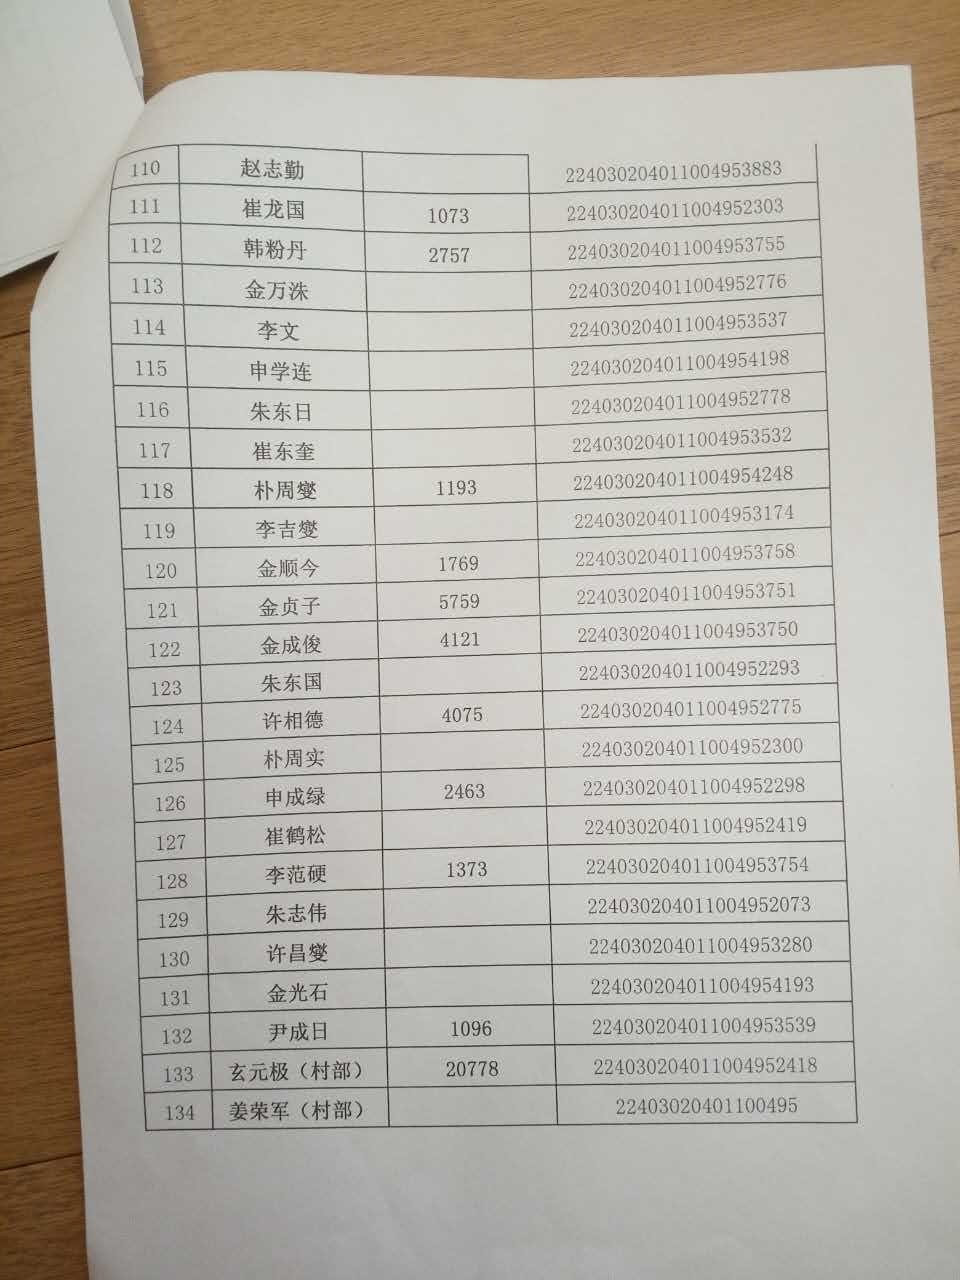 110 赵志勤 224030204011004953883
111 崔龙国 1073 224030204011004952303
112 韩粉丹 2757 224030204011004953755
113 金万洙 224030204011004952776
114 李文 224030204011004953537
115 申学连 224030204011004954198
116 朱东日 224030204011004952778
117 崔东奎 224030204011004953532
118 朴周燮 1193 224030204011004954248
119 李吉燮 224030204011004953174
120 金顺今 1769 224030204011004953758
121 金贞子 5759 224030204011004953751
122 金成俊 4121 224030204011004953750
123 朱东国 224030204011004952293
124 许相德 4075 224030204011004952775
125 朴周实 224030204011004952300
126 申成绿 2463 224030204011004952298
127 崔鹤松 224030204011004952419
128 李范硬 1373 224030204011004953754
129 朱志伟 224030204011004952073
130 许昌燮 224030204011004953280
131 金光石 224030204011004954193
132 尹成日 1096 224030204011004953539
133 玄元极（村部） 20778 224030204011004952418
134 姜荣军（村部） 22403020401100495